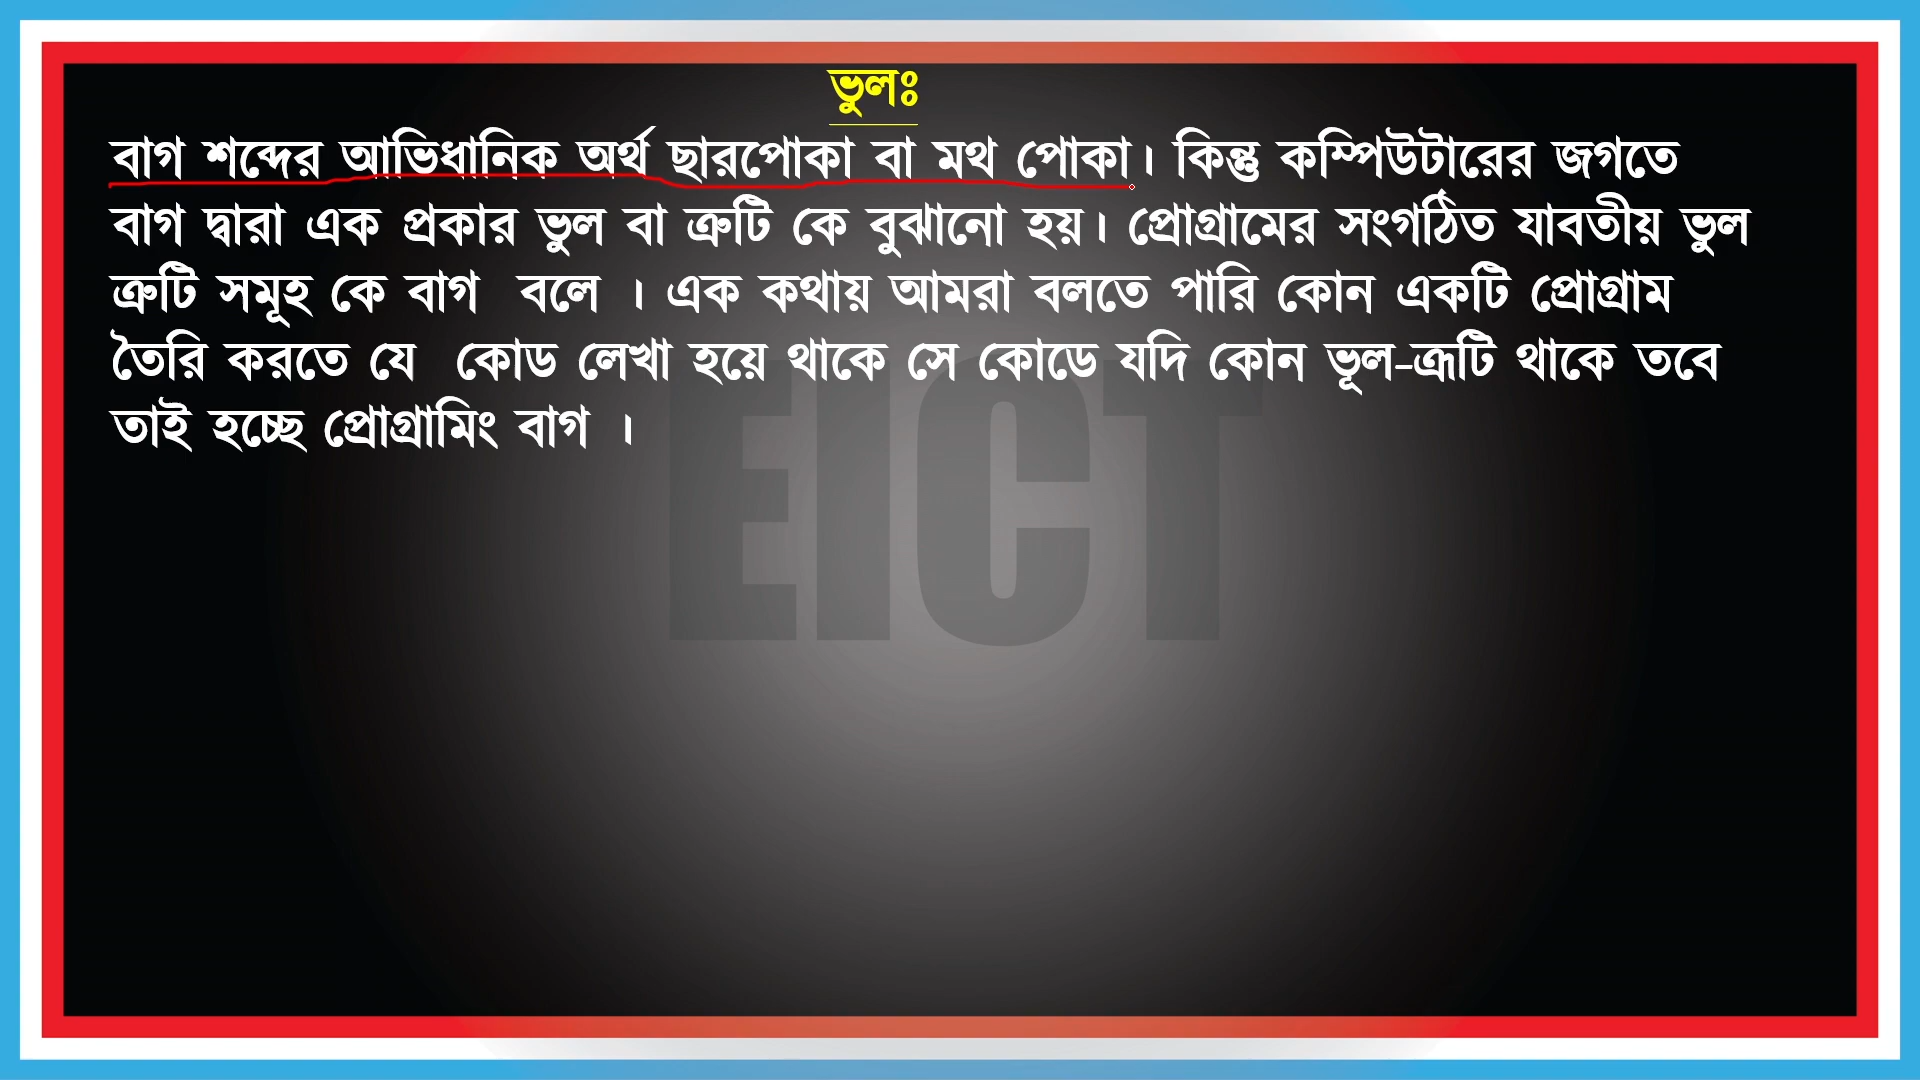 ভুলঃ
বাগ শব্দের আভিধানিক অর্থ ছারপোকা বা মথ পোকা। কিন্তু কম্পিউটারের জগতে
বাগ দ্বারা এক প্রকার ভুল বা ত্রুটি কে বুঝানো হয়। প্রোগ্রামের সংগঠিত যাবতীয় ভুল
ত্রুটি সমূহ কে বাগ  বলে । এক কথায় আমরা বলতে পারি কোন একটি প্রোগ্রাম
তৈরি করতে যে  কোড লেখা হয়ে থাকে সে কোডে যদি কোন ভূল-ত্রূটি থাকে তবে
তাই হচ্ছে প্রোগ্রামিং বাগ ।
EICT